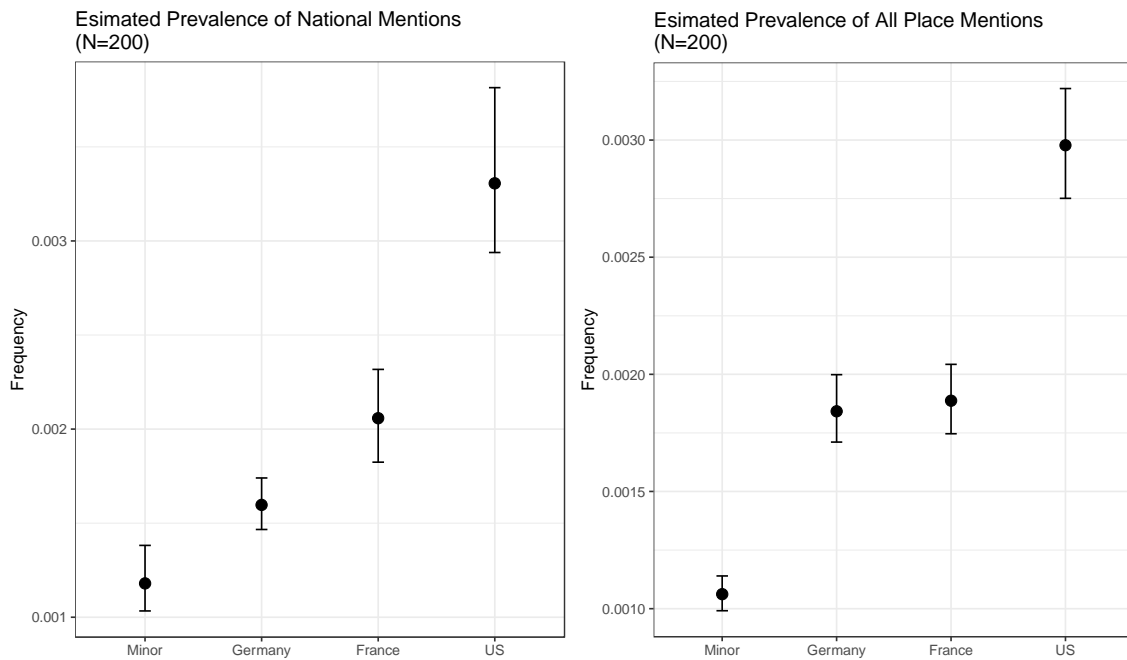 Esimated Prevalence of National Mentions
(N=200)
Frequency
0.003
0.002
0.001
Minor
Germany
France
US
Esimated Prevalence of All Place Mentions
(N=200)
Frequency
0.0030
0.0025
0.0020
0.0015
0.0010
Minor
Germany
France
US